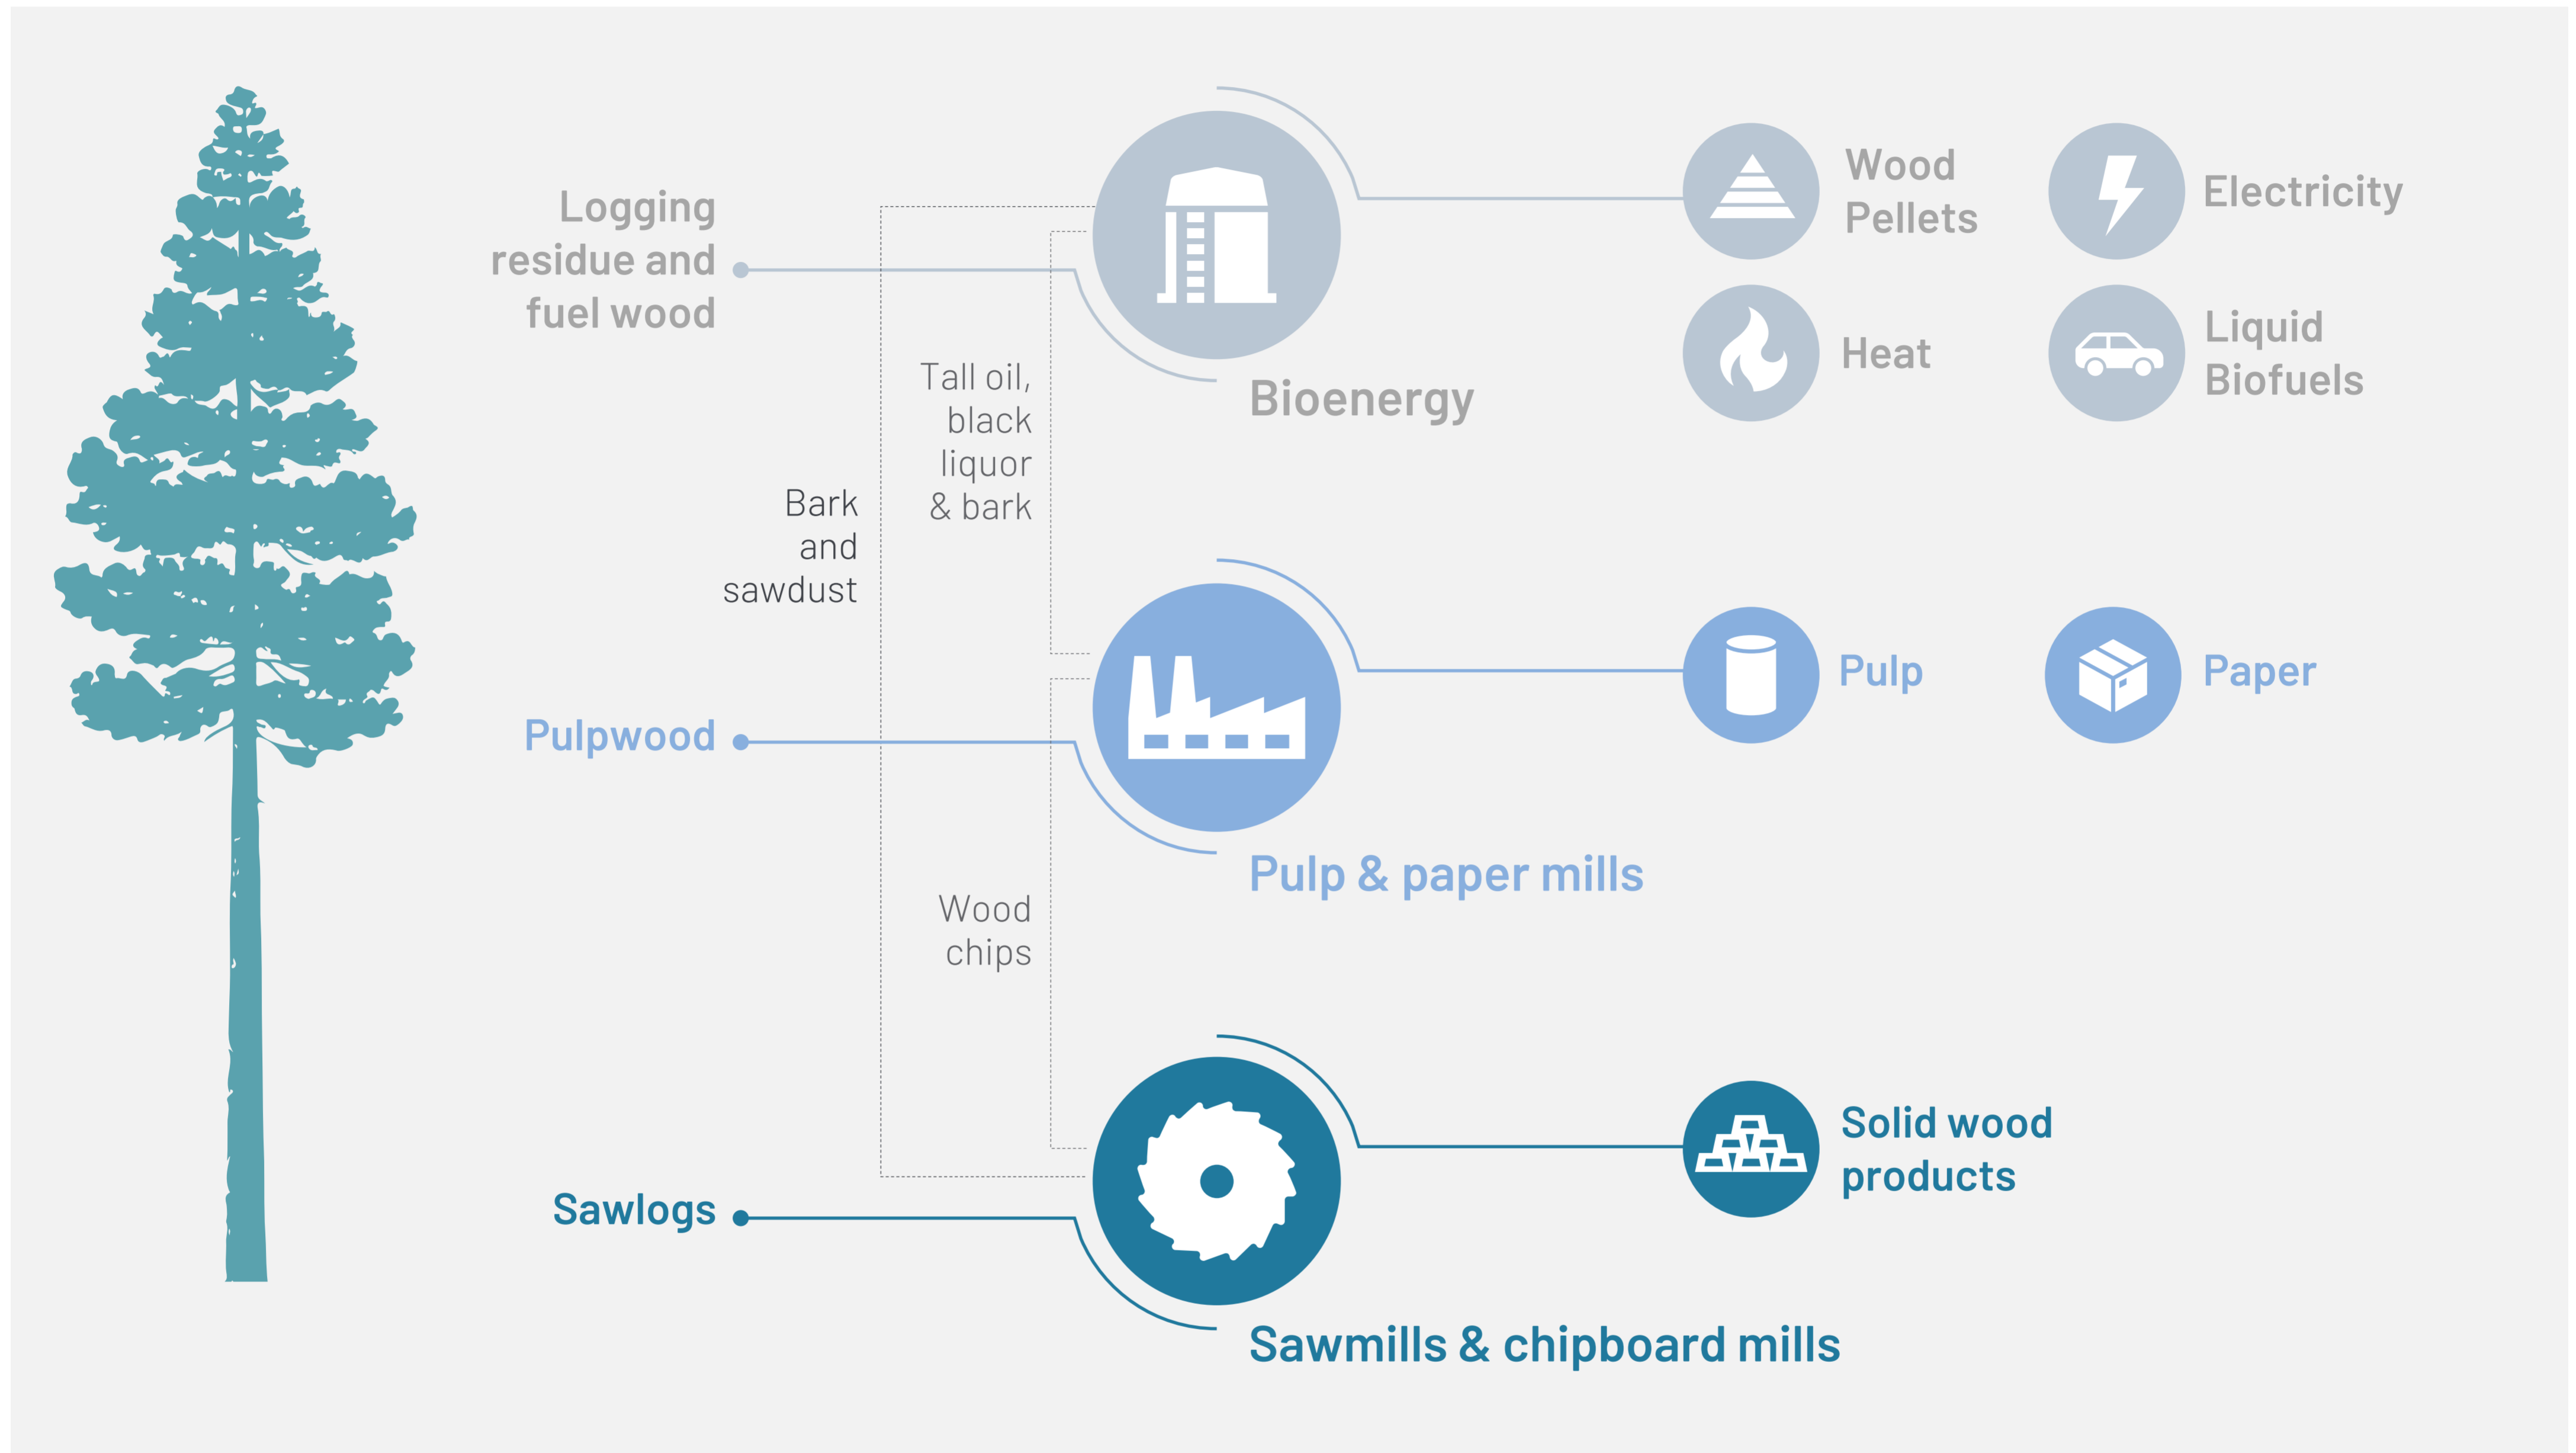 Logging
residue and
fuel wood
Bark
and
sawdust
Tall oil,
black
liquor
& bark
Bioenergy
Wood
Pellets
Electricity
Heat
Liquid
Biofuels
Pulpwood
Wood
chips
Pulp & paper mills
Pulp
Paper
Sawlogs
Sawmills & chipboard mills
Solid wood
products